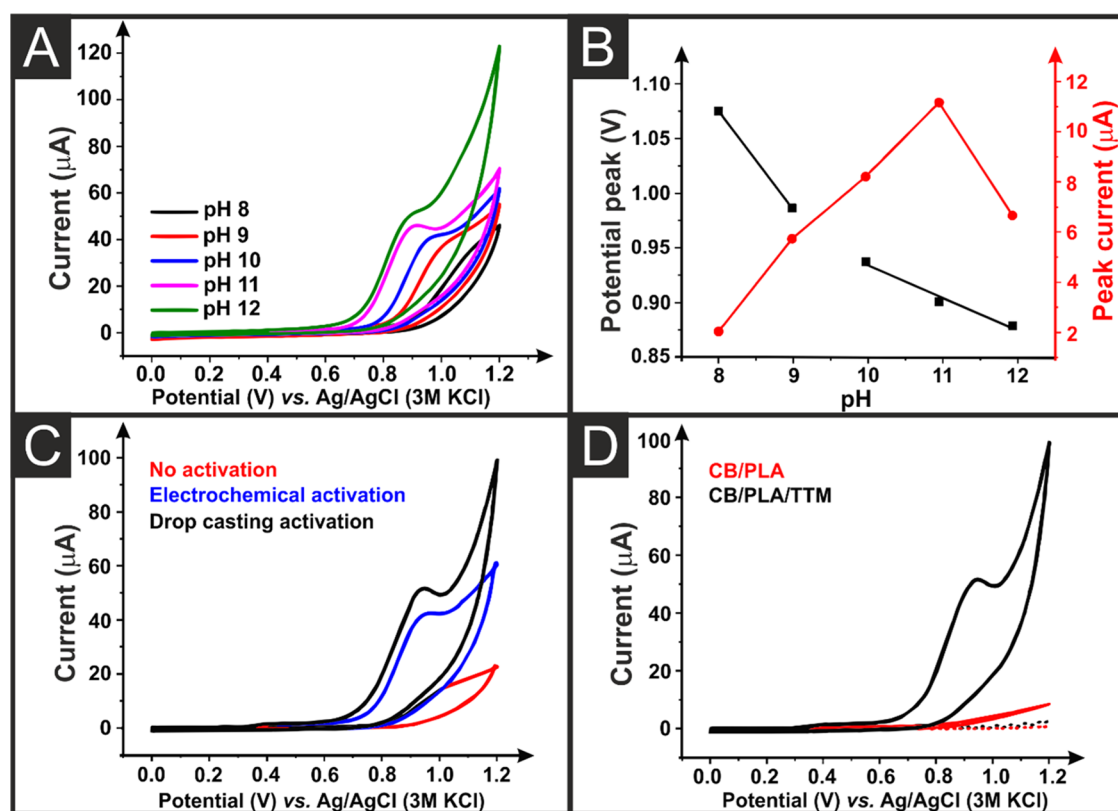 A
120
100
80
60
40
20
0
Current (μA)
pH 8
pH 9
pH 10
pH 11
pH 12
0.0 0.2 0.4 0.6 0.8 1.0 1.2
Potential (V) vs. Ag/AgCl (3M KCl)
B
1.10
1.05
1.00
0.95
0.90
0.85
Potential peak (V)
12
10
8
6
4
2
Peak current (μA)
8 9 10 11 12
pH
C
100
80
60
40
20
0
Current (μA)
No activation
Electrochemical activation
Drop casting activation
0.0 0.2 0.4 0.6 0.8 1.0 1.2
Potential (V) vs. Ag/AgCl (3M KCl)
D
100
80
60
40
20
0
Current (μA)
CB/PLA
CB/PLA/TTM
0.0 0.2 0.4 0.6 0.8 1.0 1.2
Potential (V) vs. Ag/AgCl (3M KCl)